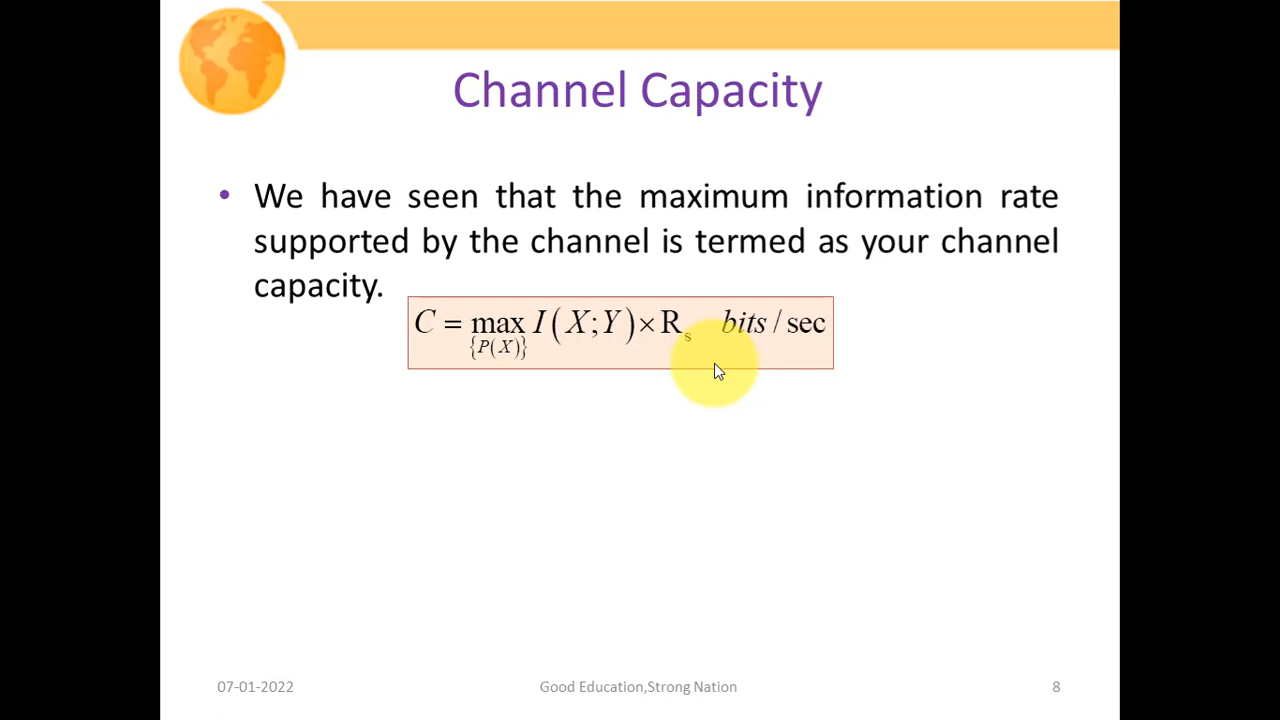 Channel Capacity
• We have seen that the maximum information rate
supported by the channel is termed as your channel
capacity.
C = max I(X;Y) × R_s bits / sec
{P(X)}
07-01-2022 Good Education,Strong Nation 8